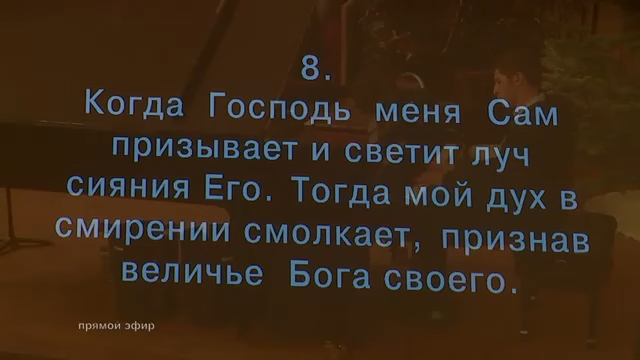 8.
Когда Господь меня Сам
призывает и светит луч
сияния Его. Тогда мой дух в
смирении смолкает, признав
величье Бога своего.
прямой эфир